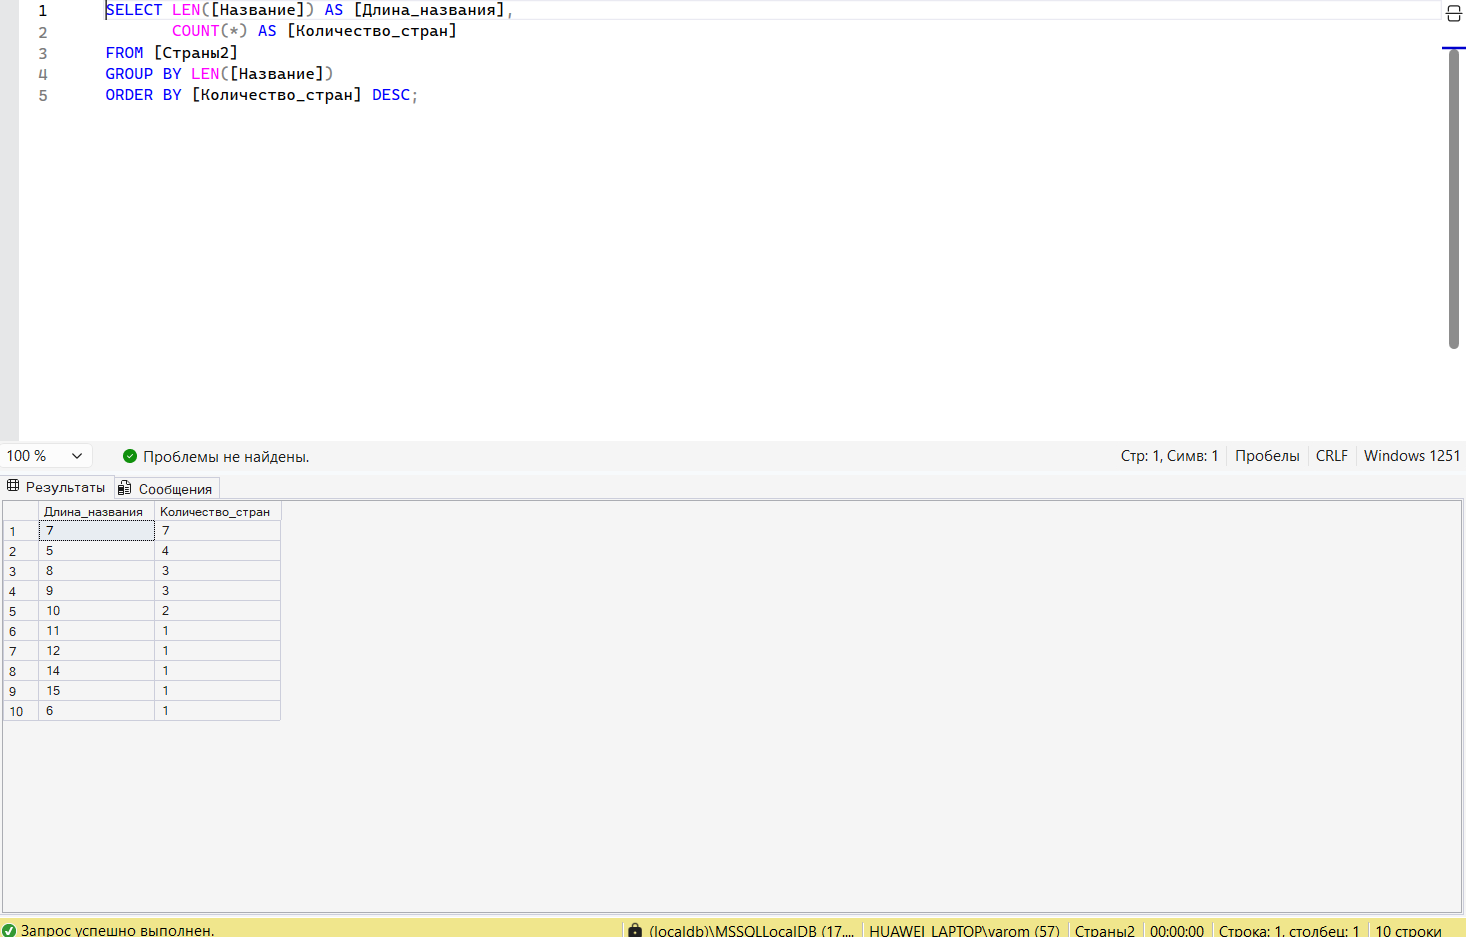 1 SELECT LEN([Название]) AS [Длина_названия],
2 COUNT(*) AS [Количество_стран]
3 FROM [Страны2]
4 GROUP BY LEN([Название])
5 ORDER BY [Количество_стран] DESC;
100 % Проблемы не найдены. Стр: 1, Симв: 1 Пробелы CRLF Windows 1251
Результаты Сообщения
Длина_названия Количество_стран
1 7 7
2 5 4
3 8 3
4 9 3
5 10 2
6 11 1
7 12 1
8 14 1
9 15 1
10 6 1
Запрос успешно выполнен. (localdb)\MSSQLLocalDB (17.... HUAWEI_LAPTOP\varom (57) Страны2 00:00:00 Строка: 1, столбец: 1 10 строки